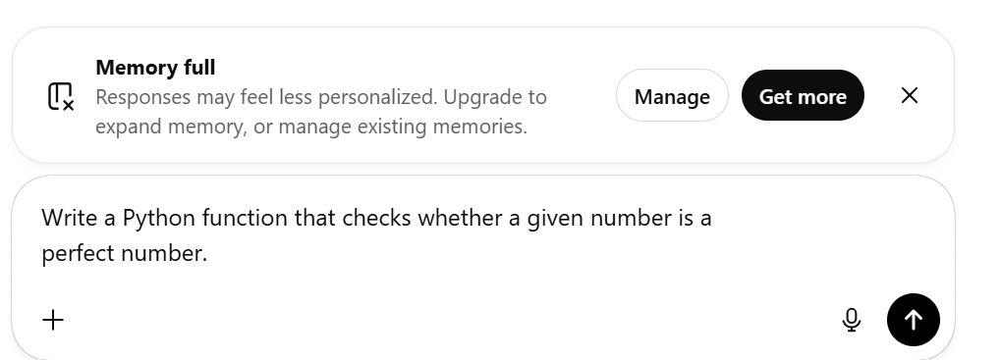 Memory full
Responses may feel less personalized. Upgrade to
expand memory, or manage existing memories.
Manage
Get more
Write a Python function that checks whether a given number is a
perfect number.